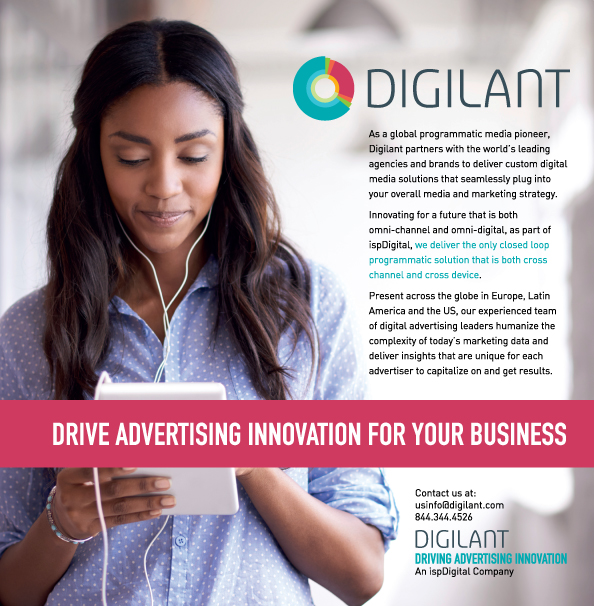 DIGILANT
As a global programmatic media pioneer,
Digilant partners with the world's leading
agencies and brands to deliver custom digital
media solutions that seamlessly plug into
your overall media and marketing strategy.
Innovating for a future that is both
omni-channel and omni-digital, as part of
ispDigital, we deliver the only closed loop
programmatic solution that is both cross
channel and cross device.
Present across the globe in Europe, Latin
America and the US, our experienced team
of digital advertising leaders humanize the
complexity of today's marketing data and
deliver insights that are unique for each
advertiser to capitalize on and get results.
DRIVE ADVERTISING INNOVATION FOR YOUR BUSINESS
Contact us at:
usinfo@digilant.com
844.344.4526
DIGILANT
DRIVING ADVERTISING INNOVATION
An ispDigital Company